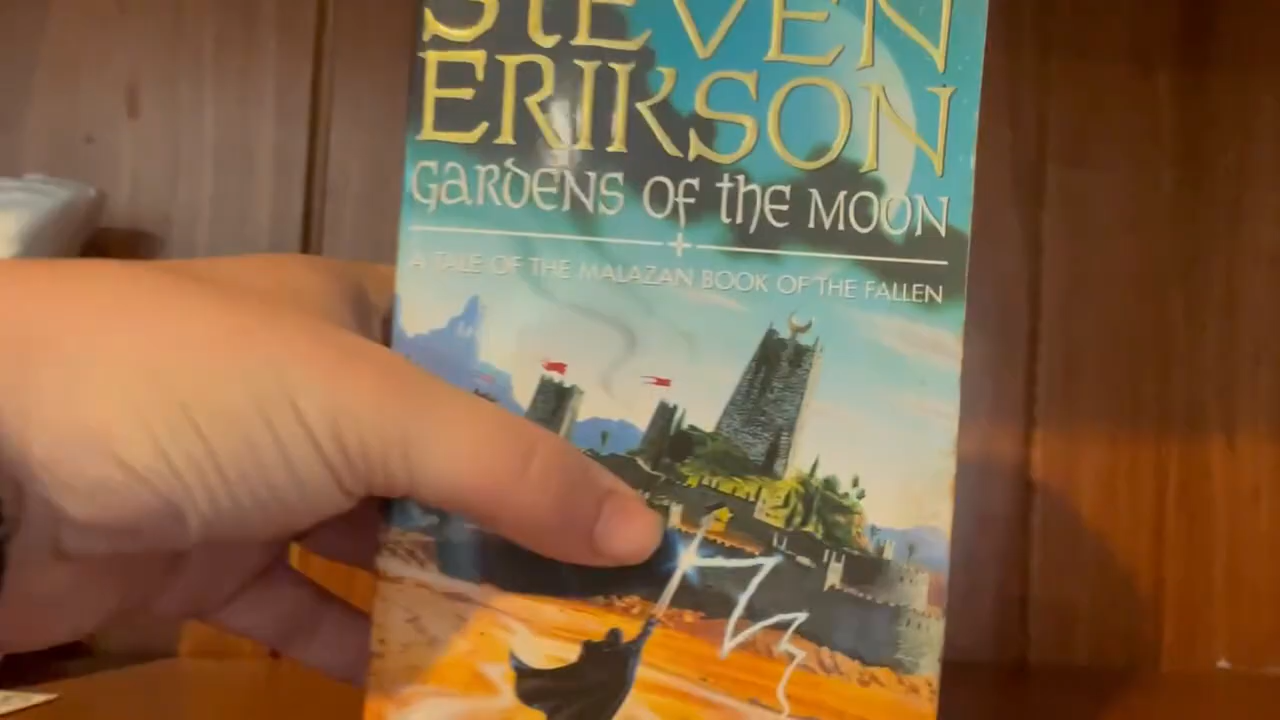 STEVEN
ERIKSON
GARDENS OF THE MOON
A TALE OF THE MALAZAN BOOK OF THE FALLEN